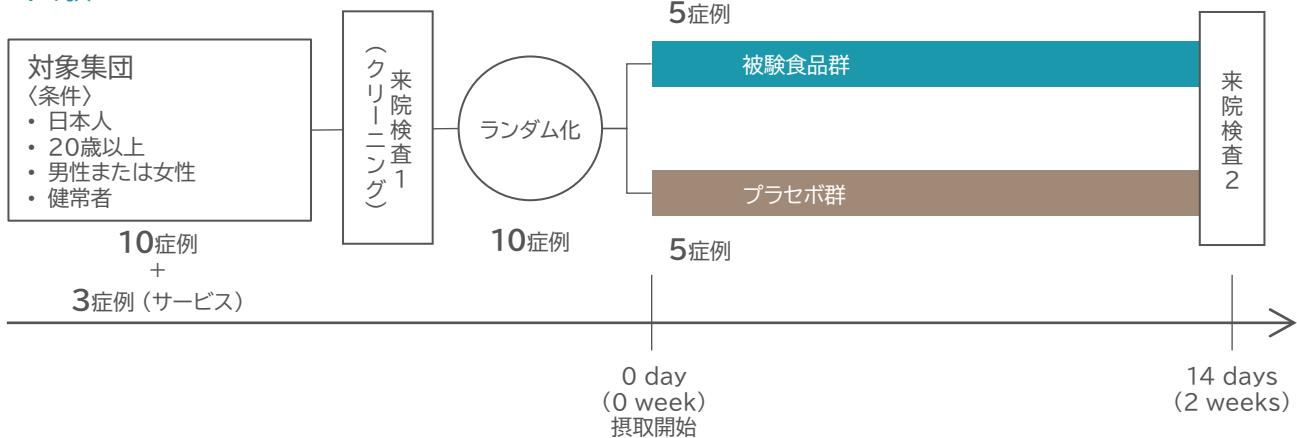 対象集団
〈条件〉
• 日本人
• 20歳以上
• 男性または女性
• 健常者
10症例
+
3症例（サービス）
来院検査1
（クリーニング）
ランダム化
10症例
5症例
被験食品群
プラセボ群
5症例
来院検査2
0 day
(0 week)
摂取開始
14 days
(2 weeks)